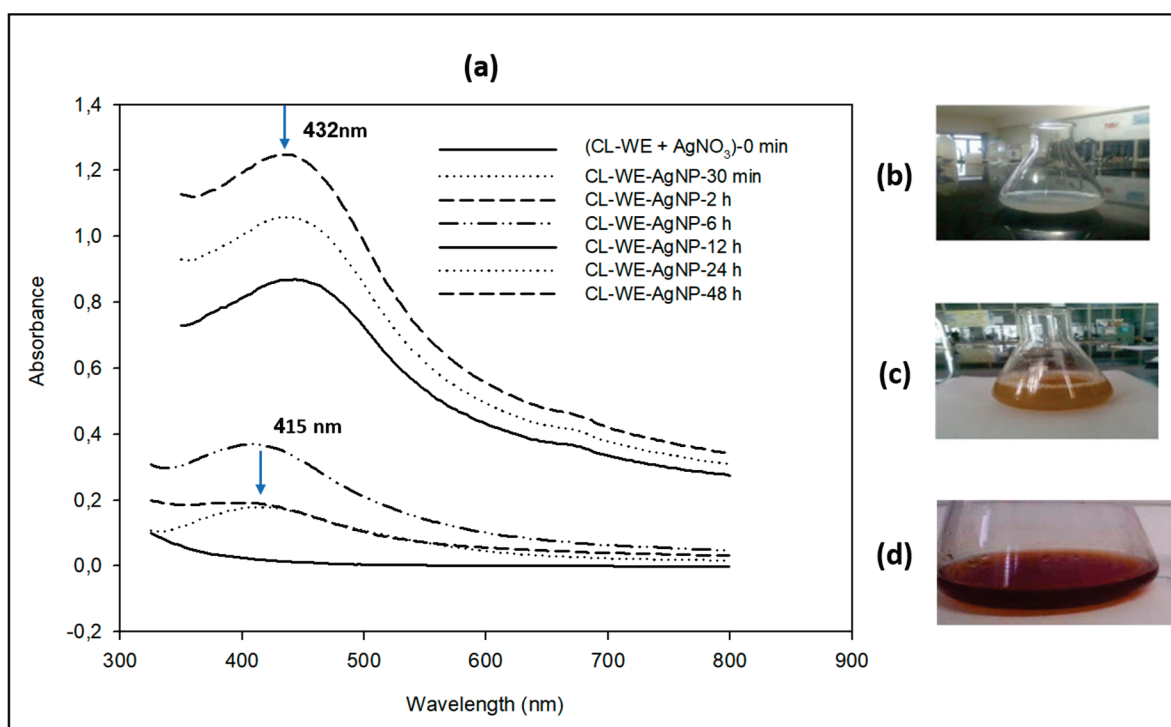 (a)
1,4
1,2
1,0
0,8
0,6
0,4
0,2
0,0
-0,2
Absorbance
432nm
415 nm
(CL-WE + AgNO₃)-0 min
CL-WE-AgNP-30 min
CL-WE-AgNP-2 h
CL-WE-AgNP-6 h
CL-WE-AgNP-12 h
CL-WE-AgNP-24 h
CL-WE-AgNP-48 h
300 400 500 600 700 800 900
Wavelength (nm)
(b)
(c)
(d)